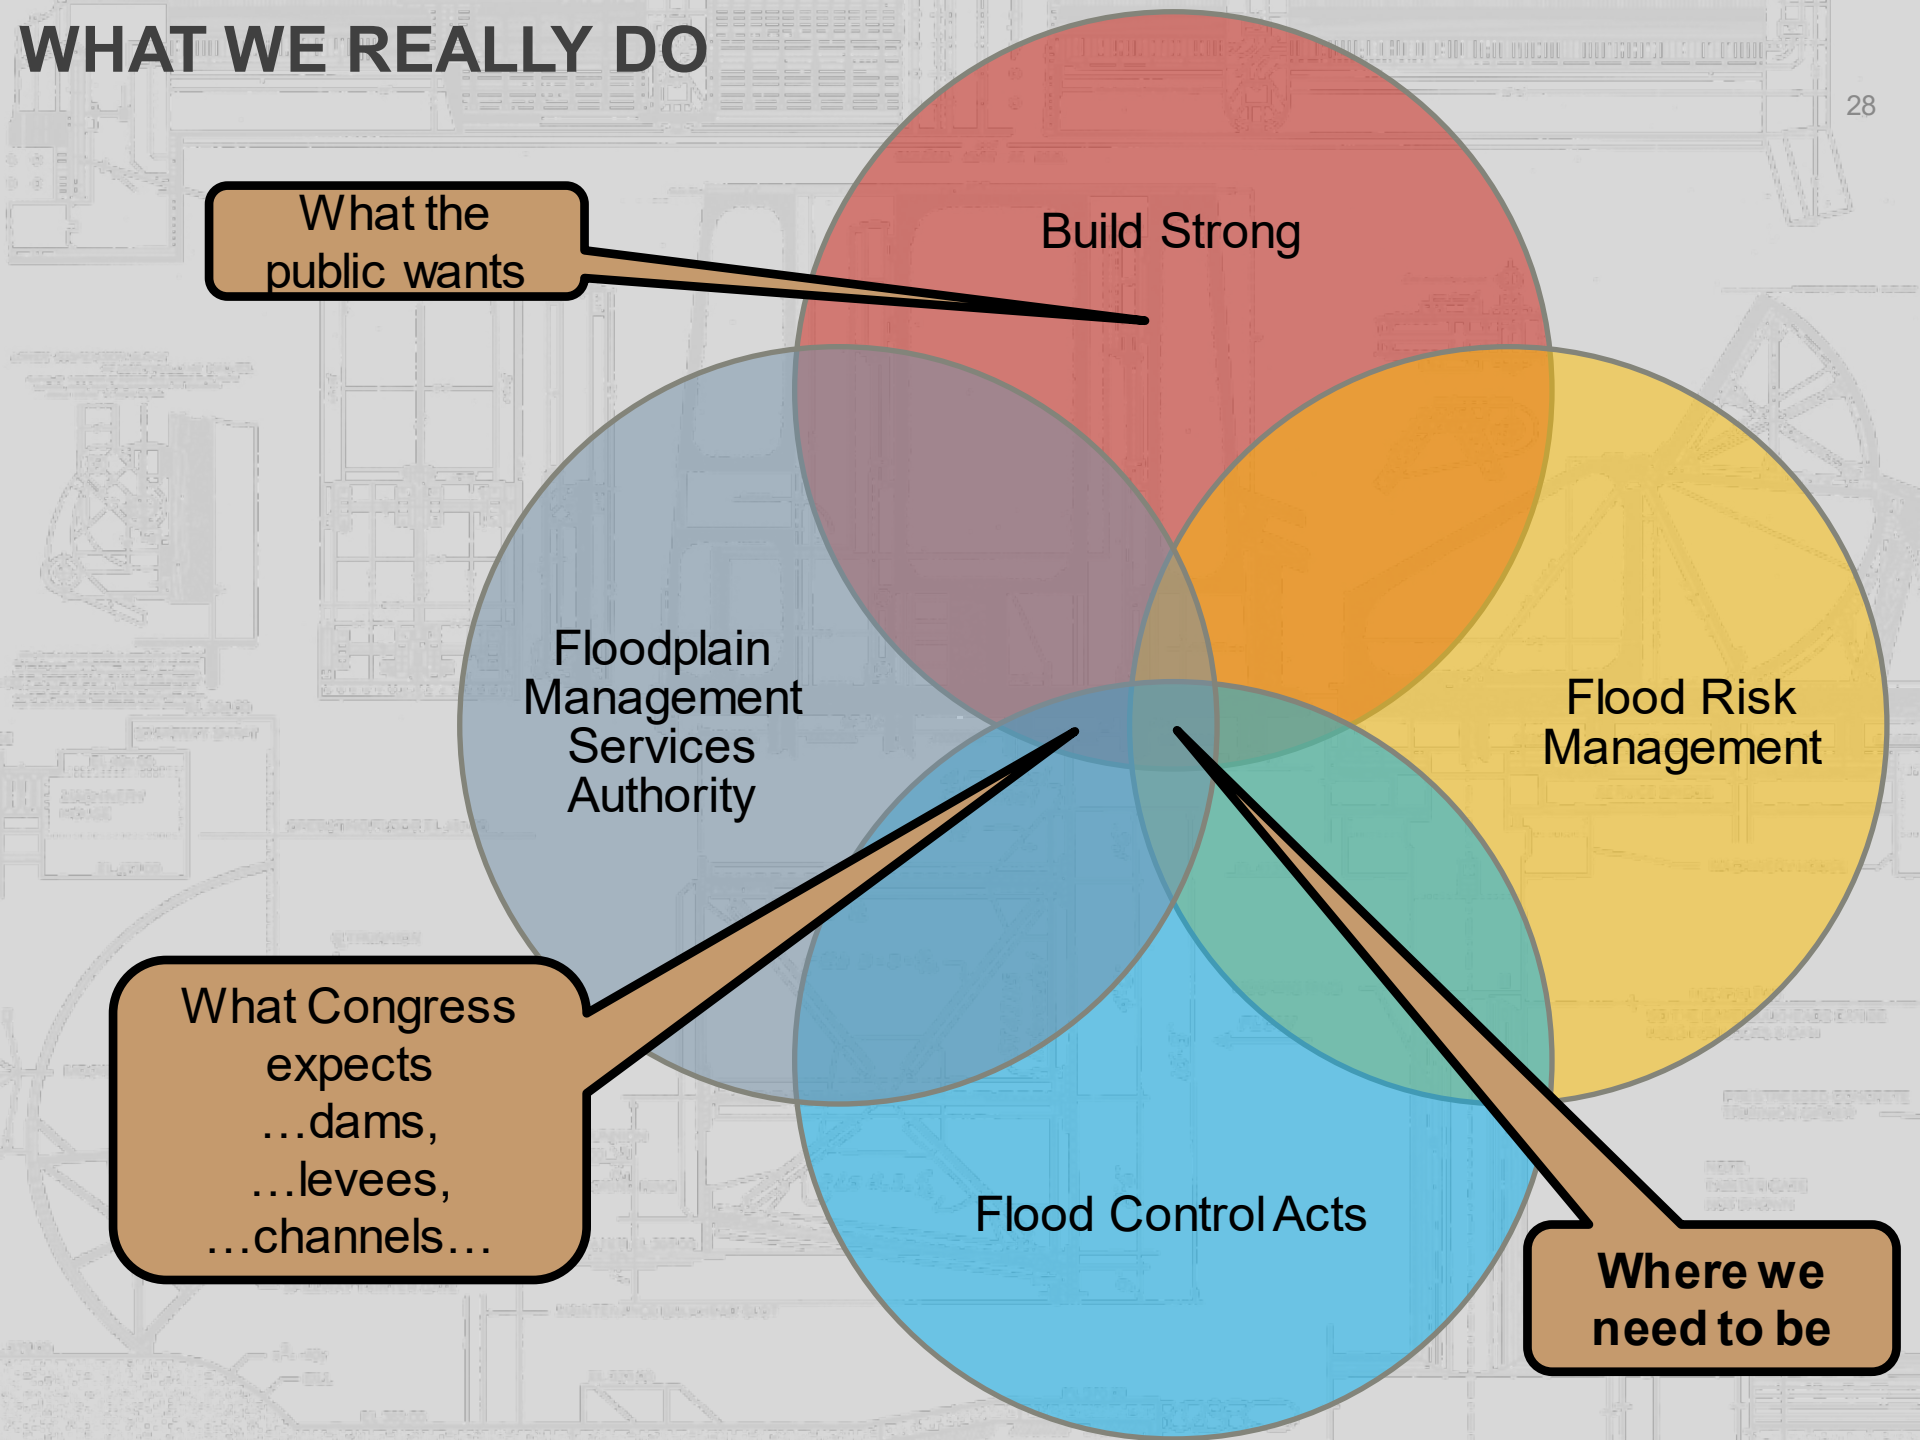 WHAT WE REALLY DO
28
What the
public wants
Build Strong
Floodplain
Management
Services
Authority
Flood Risk
Management
What Congress
expects
…dams,
…levees,
…channels…
Flood Control Acts
Where we
need to be